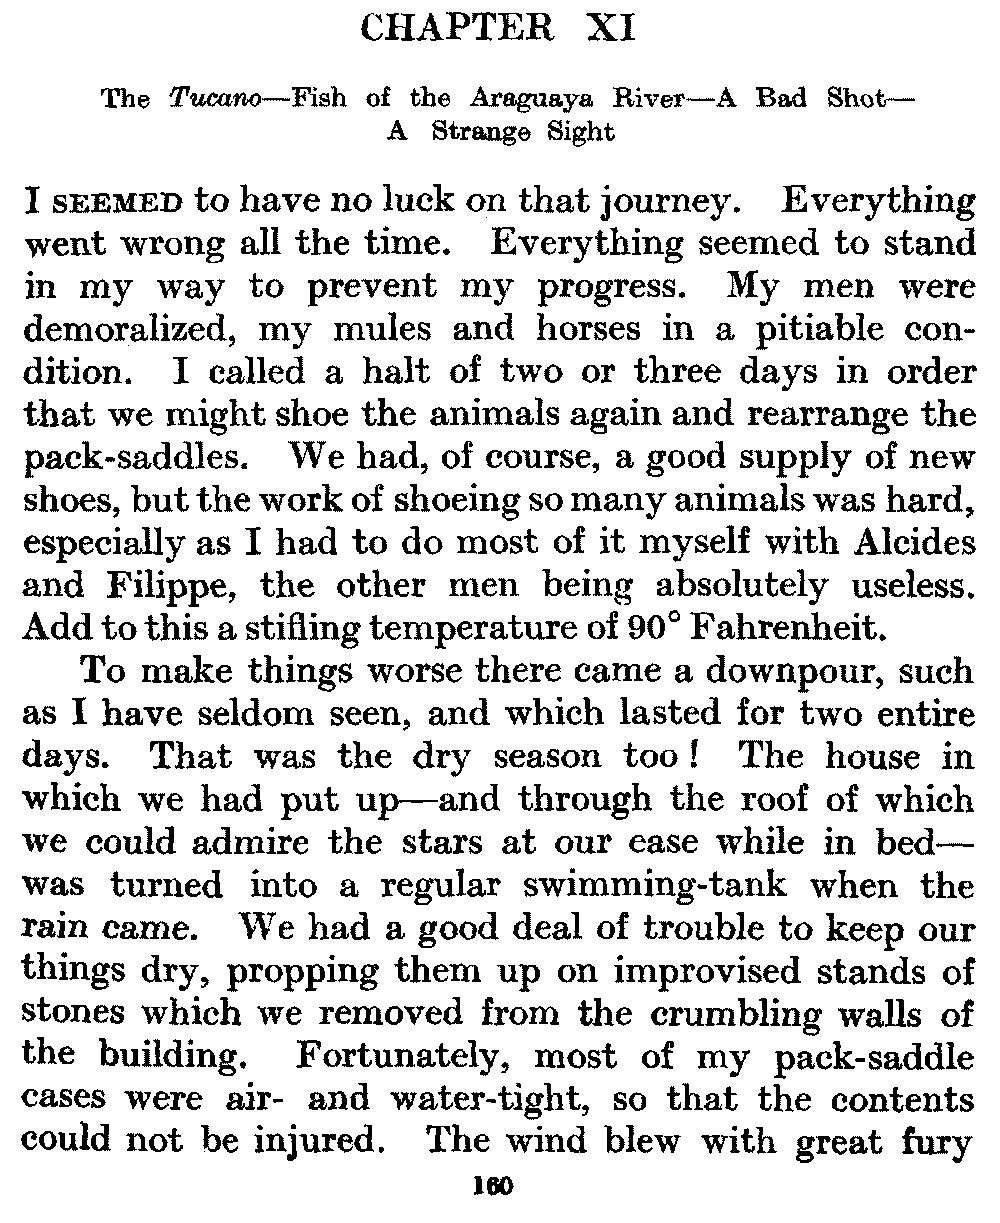 CHAPTER XI
The Tucano—Fish of the Araguaya River—A Bad Shot—
A Strange Sight
I SEEMED to have no luck on that journey. Everything
went wrong all the time. Everything seemed to stand
in my way to prevent my progress. My men were
demoralized, my mules and horses in a pitiable con-
dition. I called a halt of two or three days in order
that we might shoe the animals again and rearrange the
pack-saddles. We had, of course, a good supply of new
shoes, but the work of shoeing so many animals was hard,
especially as I had to do most of it myself with Alcides
and Filippe, the other men being absolutely useless.
Add to this a stifling temperature of 90° Fahrenheit.
To make things worse there came a downpour, such
as I have seldom seen, and which lasted for two entire
days. That was the dry season too! The house in
which we had put up—and through the roof of which
we could admire the stars at our ease while in bed—
was turned into a regular swimming-tank when the
rain came. We had a good deal of trouble to keep our
things dry, propping them up on improvised stands of
stones which we removed from the crumbling walls of
the building. Fortunately, most of my pack-saddle
cases were air- and water-tight, so that the contents
could not be injured. The wind blew with great fury
160